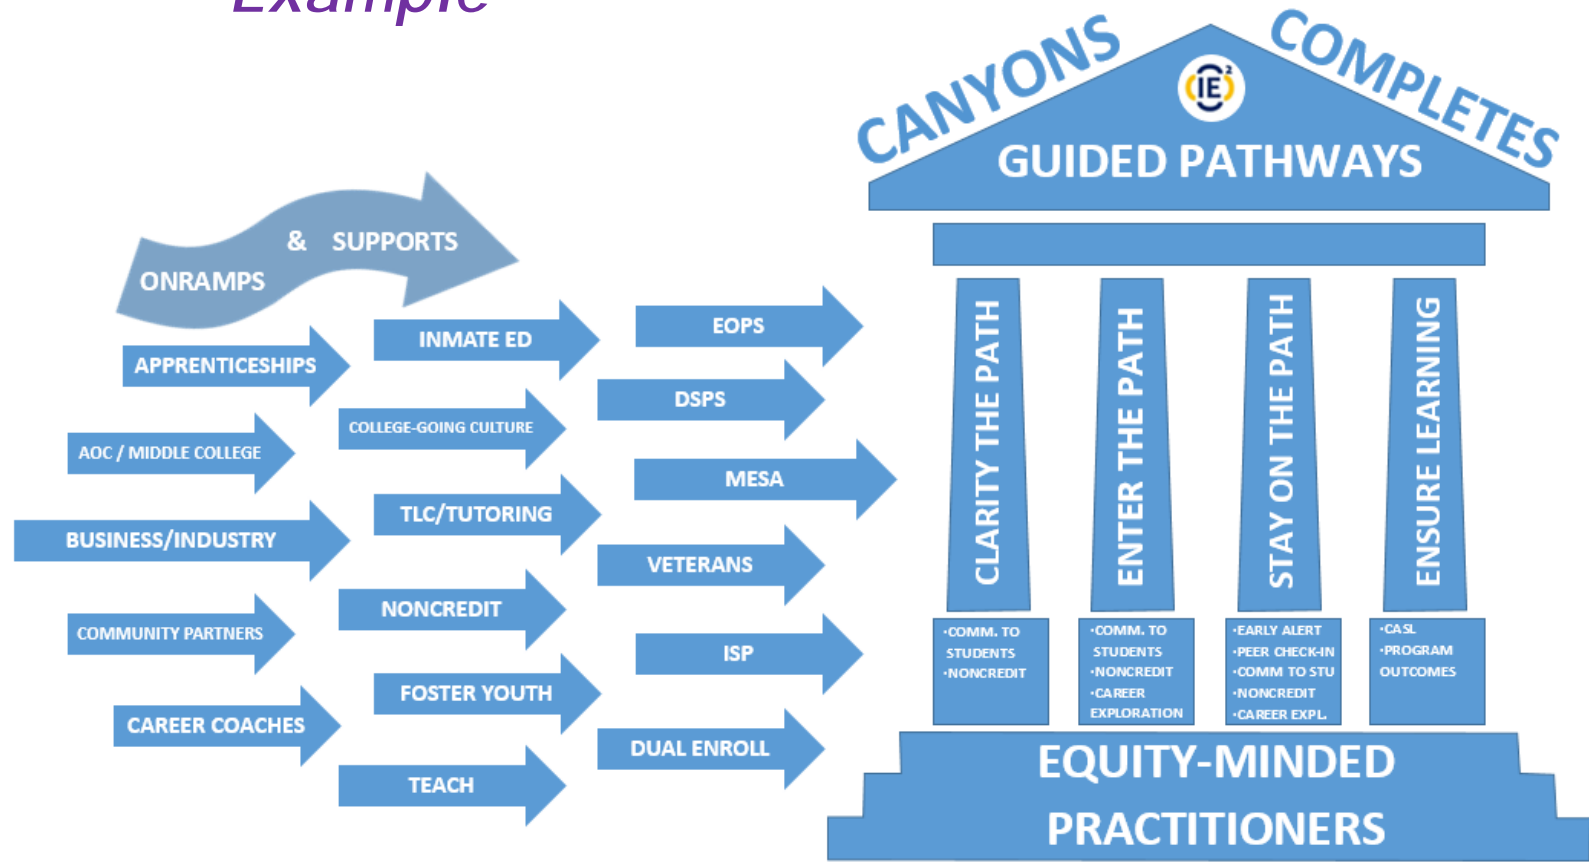 Example
CANYONS COMPLETES
IE²
GUIDED PATHWAYS
ONRAMPS & SUPPORTS
APPRENTICESHIPS
AOC / MIDDLE COLLEGE
BUSINESS/INDUSTRY
COMMUNITY PARTNERS
CAREER COACHES
INMATE ED
COLLEGE-GOING CULTURE
TLC/TUTORING
NONCREDIT
FOSTER YOUTH
TEACH
EOPS
DSPS
MESA
VETERANS
ISP
DUAL ENROLL
CLARITY THE PATH
ENTER THE PATH
STAY ON THE PATH
ENSURE LEARNING
•COMM. TO
STUDENTS
•NONCREDIT
•COMM. TO
STUDENTS
•NONCREDIT
•CAREER
EXPLORATION
•EARLY ALERT
•PEER CHECK-IN
•COMM TO STU
•NONCREDIT
•CAREER EXPL.
•CASL
•PROGRAM
OUTCOMES
EQUITY-MINDED
PRACTITIONERS